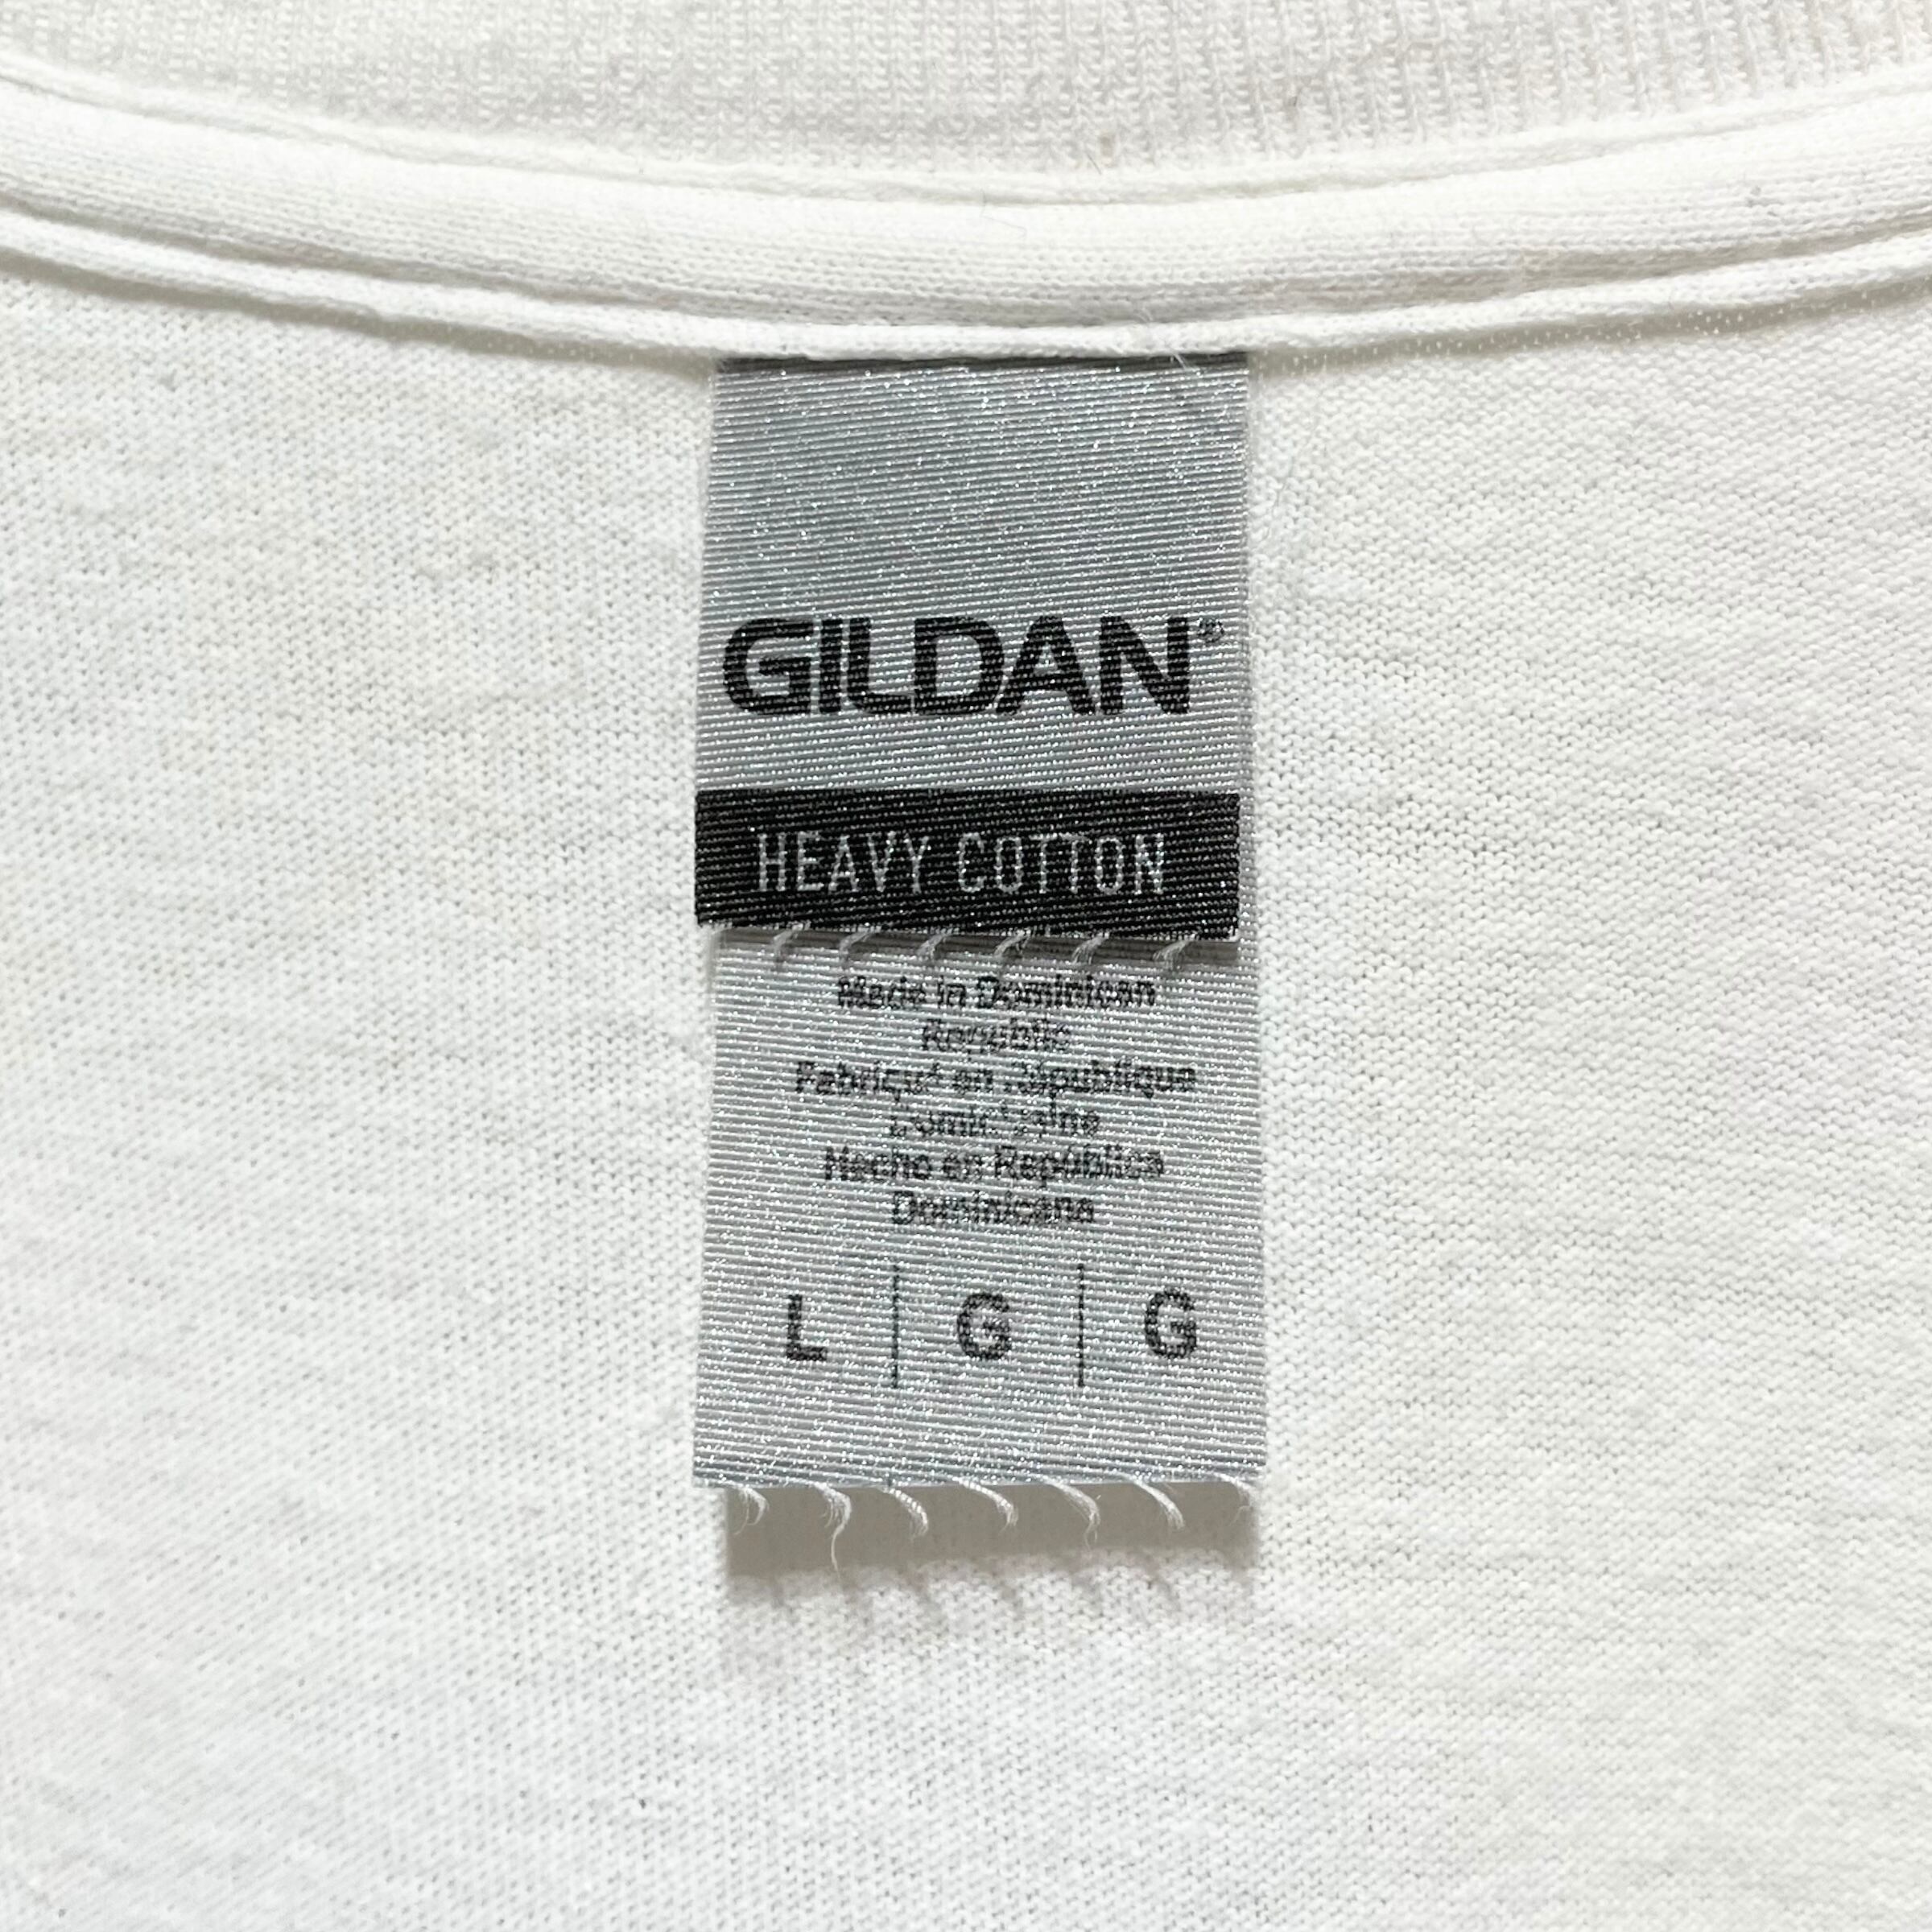 GILDAN®
HEAVY COTTON
Made in Dominican
Republic
Fabriqué en République
Dominicaine
Hecho en República
Dominicana
L | G | G